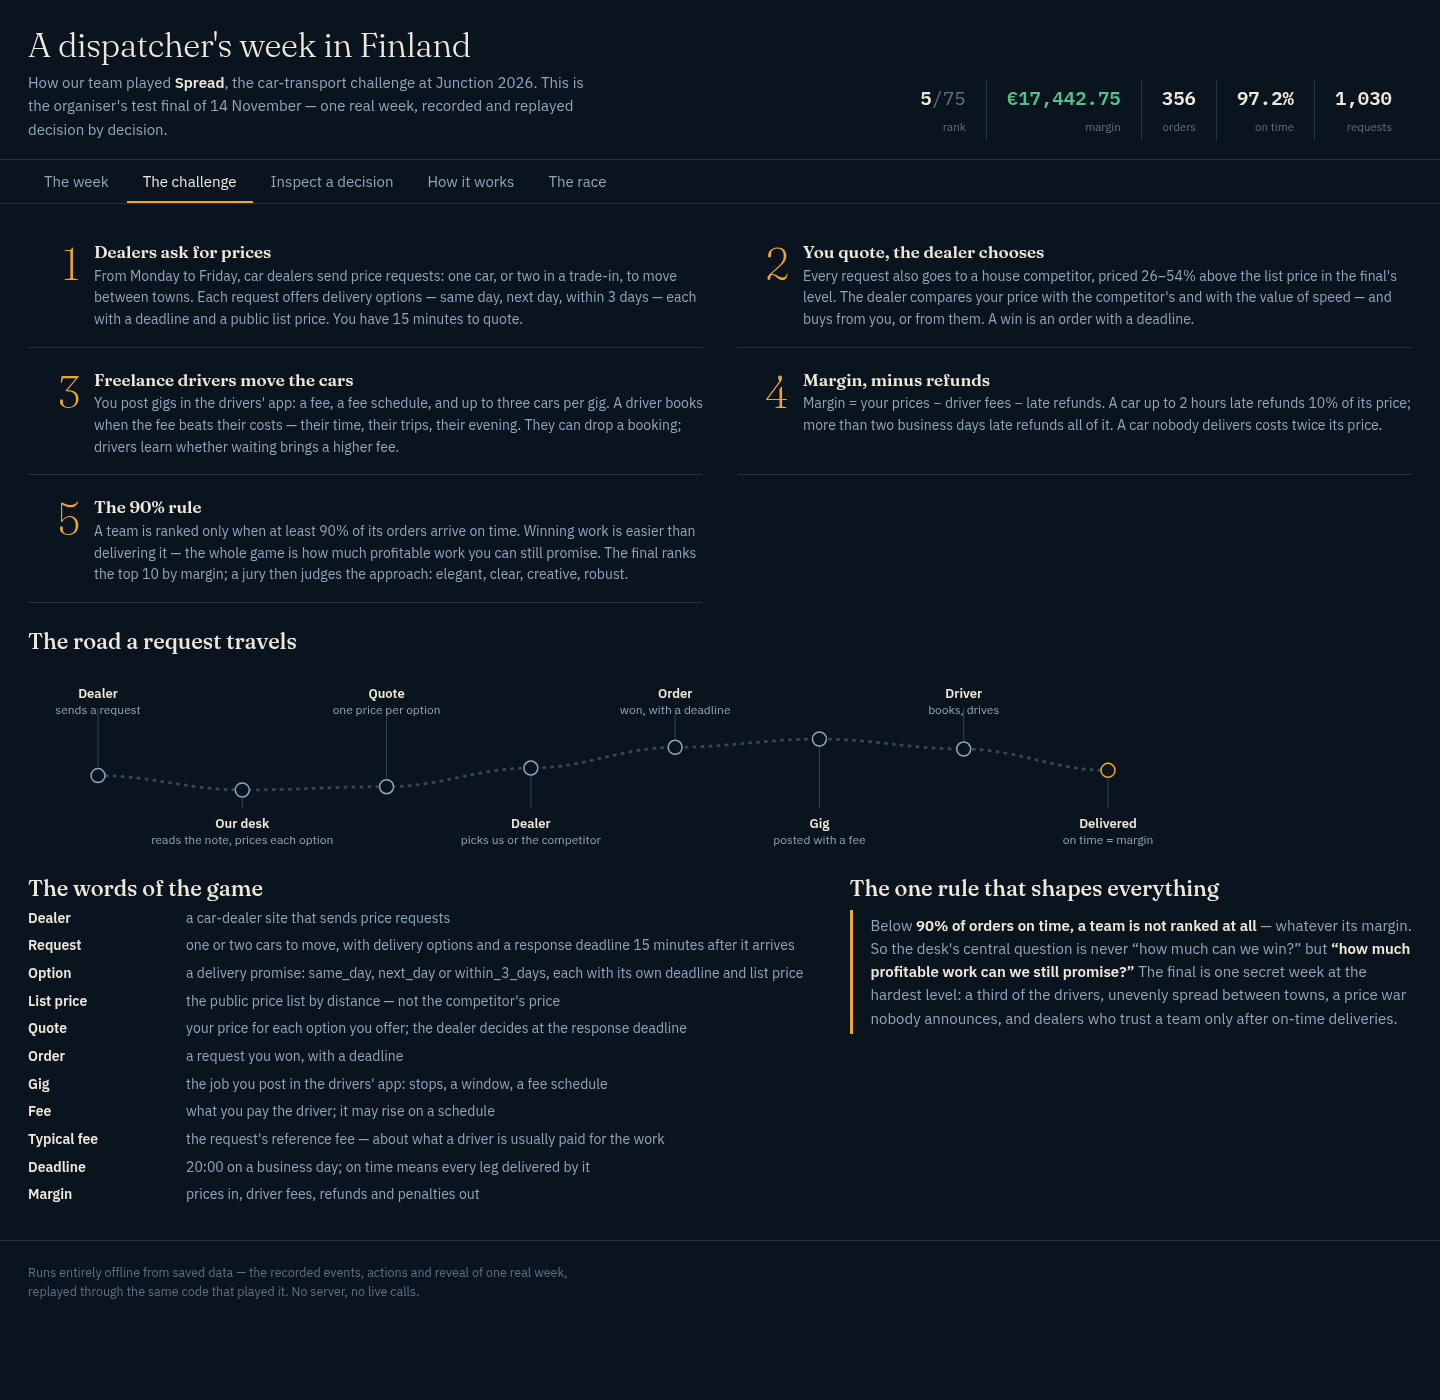 A dispatcher's week in Finland
How our team played Spread, the car-transport challenge at Junction 2026. This is
the organiser's test final of 14 November — one real week, recorded and replayed
decision by decision.
5/75
rank
€17,442.75
margin
356
orders
97.2%
on time
1,030
requests
The week
The challenge
Inspect a decision
How it works
The race
1
Dealers ask for prices
From Monday to Friday, car dealers send price requests: one car, or two in a trade-in, to move
between towns. Each request offers delivery options — same day, next day, within 3 days — each
with a deadline and a public list price. You have 15 minutes to quote.
2
You quote, the dealer chooses
Every request also goes to a house competitor, priced 26–54% above the list price in the final's
level. The dealer compares your price with the competitor's and with the value of speed — and
buys from you, or from them. A win is an order with a deadline.
3
Freelance drivers move the cars
You post gigs in the drivers' app: a fee, a fee schedule, and up to three cars per gig. A driver books
when the fee beats their costs — their time, their trips, their evening. They can drop a booking;
drivers learn whether waiting brings a higher fee.
4
Margin, minus refunds
Margin = your prices − driver fees − late refunds. A car up to 2 hours late refunds 10% of its price;
more than two business days late refunds all of it. A car nobody delivers costs twice its price.
5
The 90% rule
A team is ranked only when at least 90% of its orders arrive on time. Winning work is easier than
delivering it — the whole game is how much profitable work you can still promise. The final ranks
the top 10 by margin; a jury then judges the approach: elegant, clear, creative, robust.
The road a request travels
Dealer
sends a request
Our desk
reads the note, prices each option
Quote
one price per option
Dealer
picks us or the competitor
Order
won, with a deadline
Gig
posted with a fee
Driver
books, drives
Delivered
on time = margin
The words of the game
Dealer
a car-dealer site that sends price requests
Request
one or two cars to move, with delivery options and a response deadline 15 minutes after it arrives
Option
a delivery promise: same_day, next_day or within_3_days, each with its own deadline and list price
List price
the public price list by distance — not the competitor's price
Quote
your price for each option you offer; the dealer decides at the response deadline
Order
a request you won, with a deadline
Gig
the job you post in the drivers' app: stops, a window, a fee schedule
Fee
what you pay the driver; it may rise on a schedule
Typical fee
the request's reference fee — about what a driver is usually paid for the work
Deadline
20:00 on a business day; on time means every leg delivered by it
Margin
prices in, driver fees, refunds and penalties out
The one rule that shapes everything
Below 90% of orders on time, a team is not ranked at all — whatever its margin.
So the desk's central question is never “how much can we win?” but “how much
profitable work can we still promise?” The final is one secret week at the
hardest level: a third of the drivers, unevenly spread between towns, a price war
nobody announces, and dealers who trust a team only after on-time deliveries.
Runs entirely offline from saved data — the recorded events, actions and reveal of one real week,
replayed through the same code that played it. No server, no live calls.